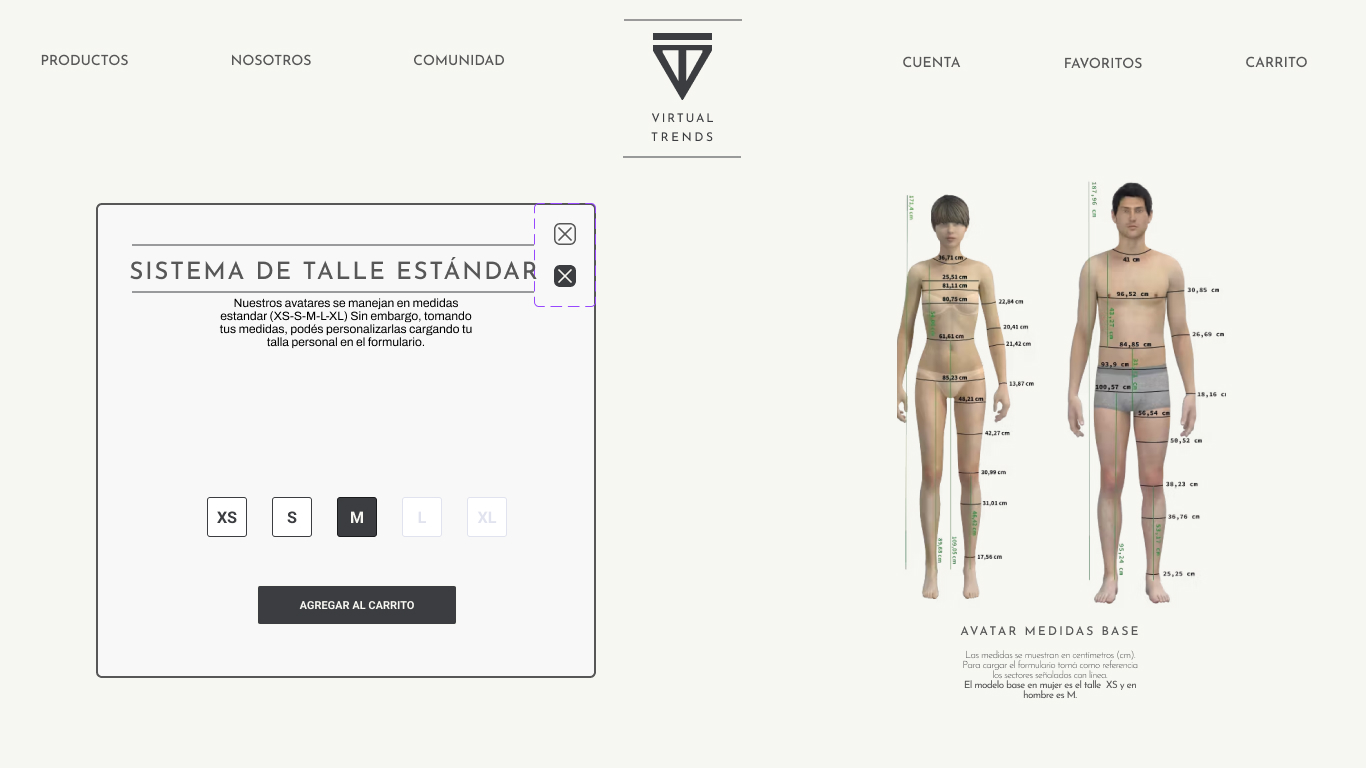 PRODUCTOS
NOSOTROS
COMUNIDAD
VIRTUAL
TRENDS
CUENTA
FAVORITOS
CARRITO
SISTEMA DE TALLE ESTÁNDAR
Nuestros avatares se manejan en medidas
estandar (XS-S-M-L-XL) Sin embargo, tomando
tus medidas, podés personalizarlas cargando tu
talla personal en el formulario.
XS
S
M
L
XL
AGREGAR AL CARRITO
36,71 cm
25,51 cm
81,11 cm
80,75 cm
22,84 cm
20,41 cm
61,61 cm
21,42 cm
85,23 cm
13,87 cm
48,21 cm
42,27 cm
30,99 cm
31,01 cm
17,56 cm
187,96 cm
41 cm
30,85 cm
96,52 cm
26,69 cm
84,85 cm
93,9 cm
100,57 cm
18,16 c
56,54 cm
50,52 cm
38,23 cm
36,76 cm
25,25 cm
AVATAR MEDIDAS BASE
Las medidas se muestran en centímetros (cm).
Para cargar el formulario tomá como referencia
los sectores señalados con linea.
El modelo base en mujer es el talle XS y en
hombre es M.